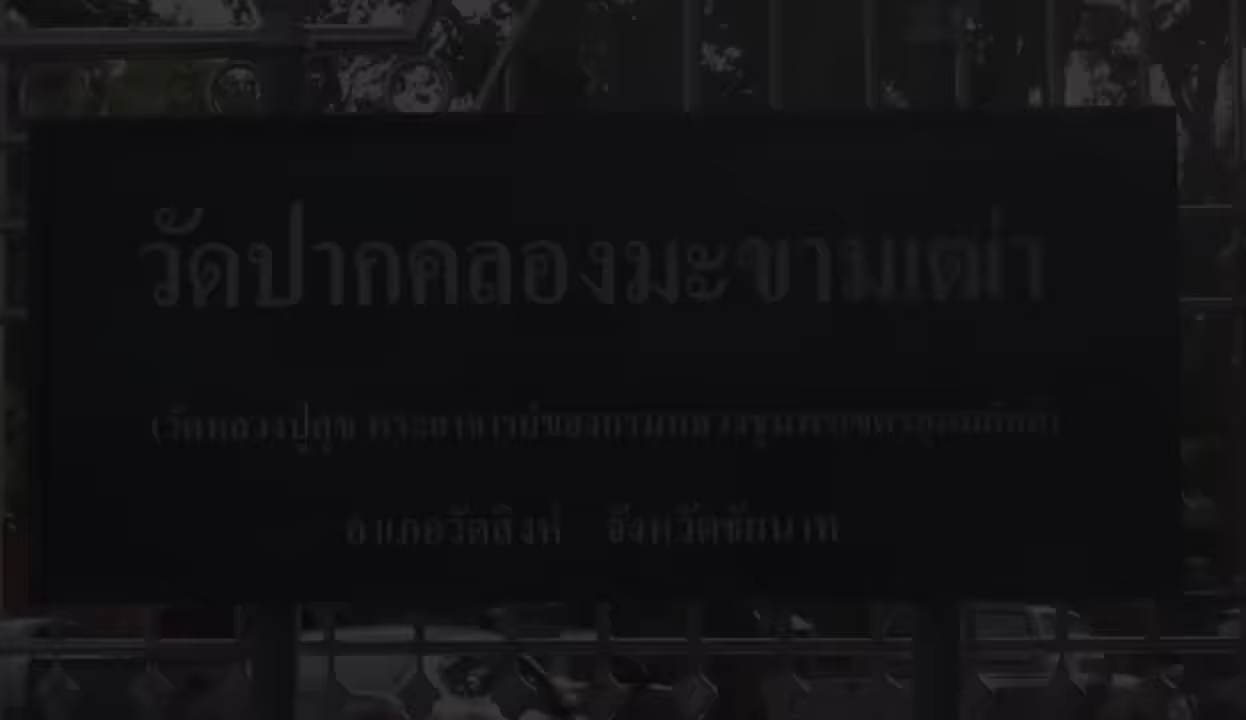 วัดปากคลองมะขามเฒ่า
(วัดหลวงปู่ศุข พระอาจารย์ของกรมหลวงชุมพรเขตรอุดมศักดิ์)
อำเภอวัดสิงห์ จังหวัดชัยนาท